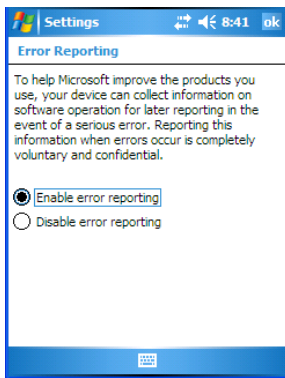 Settings 8:41 ok
Error Reporting
To help Microsoft improve the products you
use, your device can collect information on
software operation for later reporting in the
event of a serious error. Reporting this
information when errors occur is completely
voluntary and confidential.
Enable error reporting
Disable error reporting